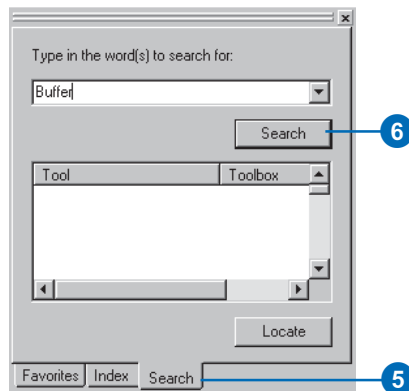 Type in the word(s) to search for:
Buffer
Search
6
Tool Toolbox
Locate
Favorites Index Search
5